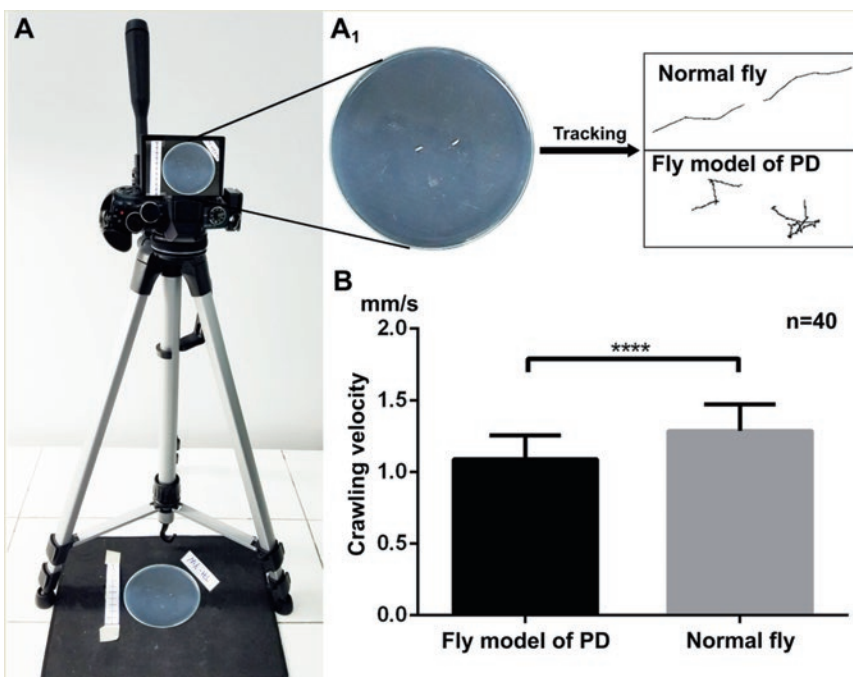 A
A1
Normal fly
Tracking
Fly model of PD
B
mm/s
n=40
****
2.0
1.5
1.0
0.5
0.0
Crawling velocity
Fly model of PD
Normal fly